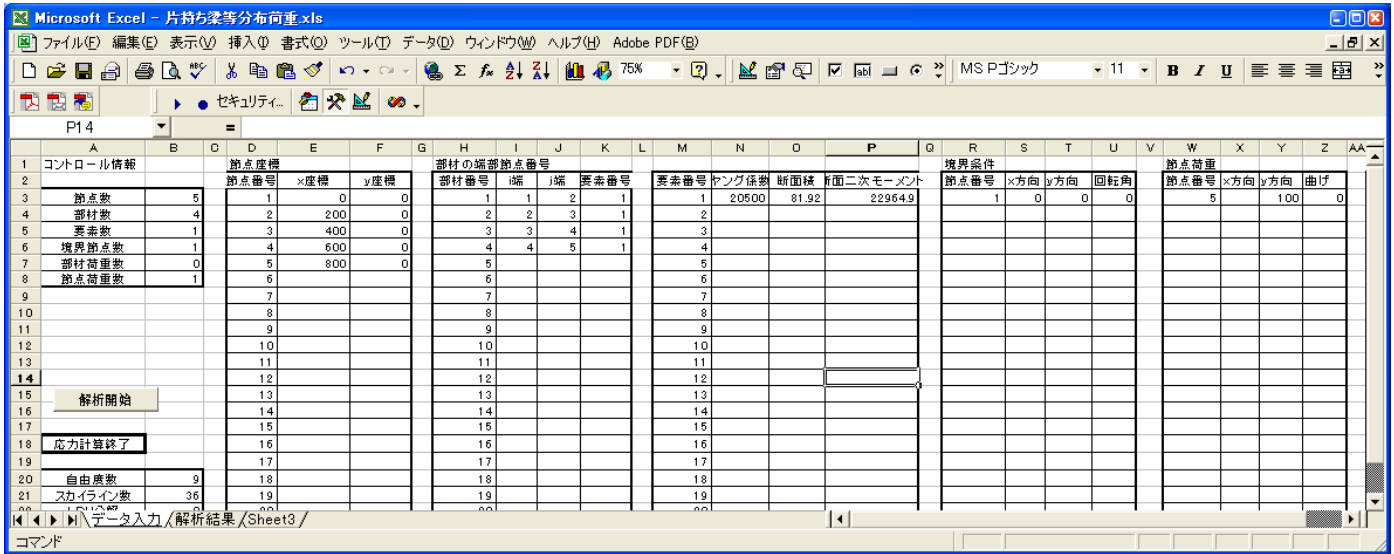 Microsoft Excel - 片持ち梁等分布荷重.xls
ファイル(F) 編集(E) 表示(V) 挿入(I) 書式(O) ツール(T) データ(D) ウィンドウ(W) ヘルプ(H) Adobe PDF(B)
75% MS Pゴシック 11 B I U
セキュリティ...
P14 =
A B C D E F G H I J K L M N O P Q R S T U V W X Y Z AA
1 コントロール情報 節点座標 部材の端部節点番号 境界条件 節点荷重
2 節点番号 x座標 y座標 部材番号 i端 j端 要素番号 要素番号 ヤング係数 断面積 断面二次モーメント 節点番号 x方向 y方向 回転角 節点番号 x方向 y方向 曲げ
3 節点数 5 1 0 0 1 1 2 1 1 20500 81.92 22964.9 1 0 0 0 5 100 0
4 部材数 4 2 200 0 2 2 3 1 2
5 要素数 1 3 400 0 3 3 4 1 3
6 境界節点数 1 4 600 0 4 4 5 1 4
7 部材荷重数 0 5 800 0 5 5
8 節点荷重数 1 6 6 6
9 7 7 7
10 8 8 8
11 9 9 9
12 10 10 10
13 11 11 11
14 12 12 12
15 解析開始 13 13 13
16 14 14 14
17 15 15 15
18 応力計算終了 16 16 16
19 17 17 17
20 自由度数 9 18 18 18
21 スカイライン数 36 19 19 19
データ入力 解析結果 Sheet3
コマンド